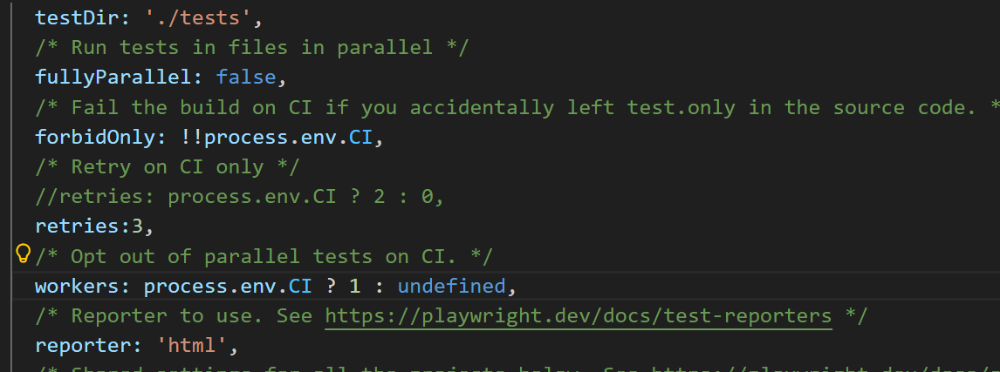 testDir: './tests',
/* Run tests in files in parallel */
fullyParallel: false,
/* Fail the build on CI if you accidentally left test.only in the source code. *
forbidOnly: !!process.env.CI,
/* Retry on CI only */
//retries: process.env.CI ? 2 : 0,
retries:3,
/* Opt out of parallel tests on CI. */
workers: process.env.CI ? 1 : undefined,
/* Reporter to use. See https://playwright.dev/docs/test-reporters */
reporter: 'html',